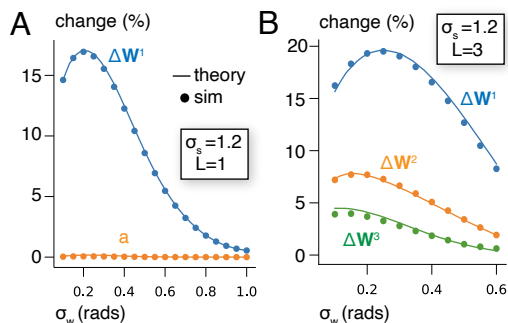 A
change (%)
ΔW¹
15
10
5
0
— theory
• sim
σₛ=1.2
L=1
a
0.2 0.4 0.6 0.8 1.0
σ_w (rads)
B
change (%)
20
15
10
5
0
σₛ=1.2
L=3
ΔW¹
ΔW²
ΔW³
0.2 0.4 0.6
σ_w (rads)